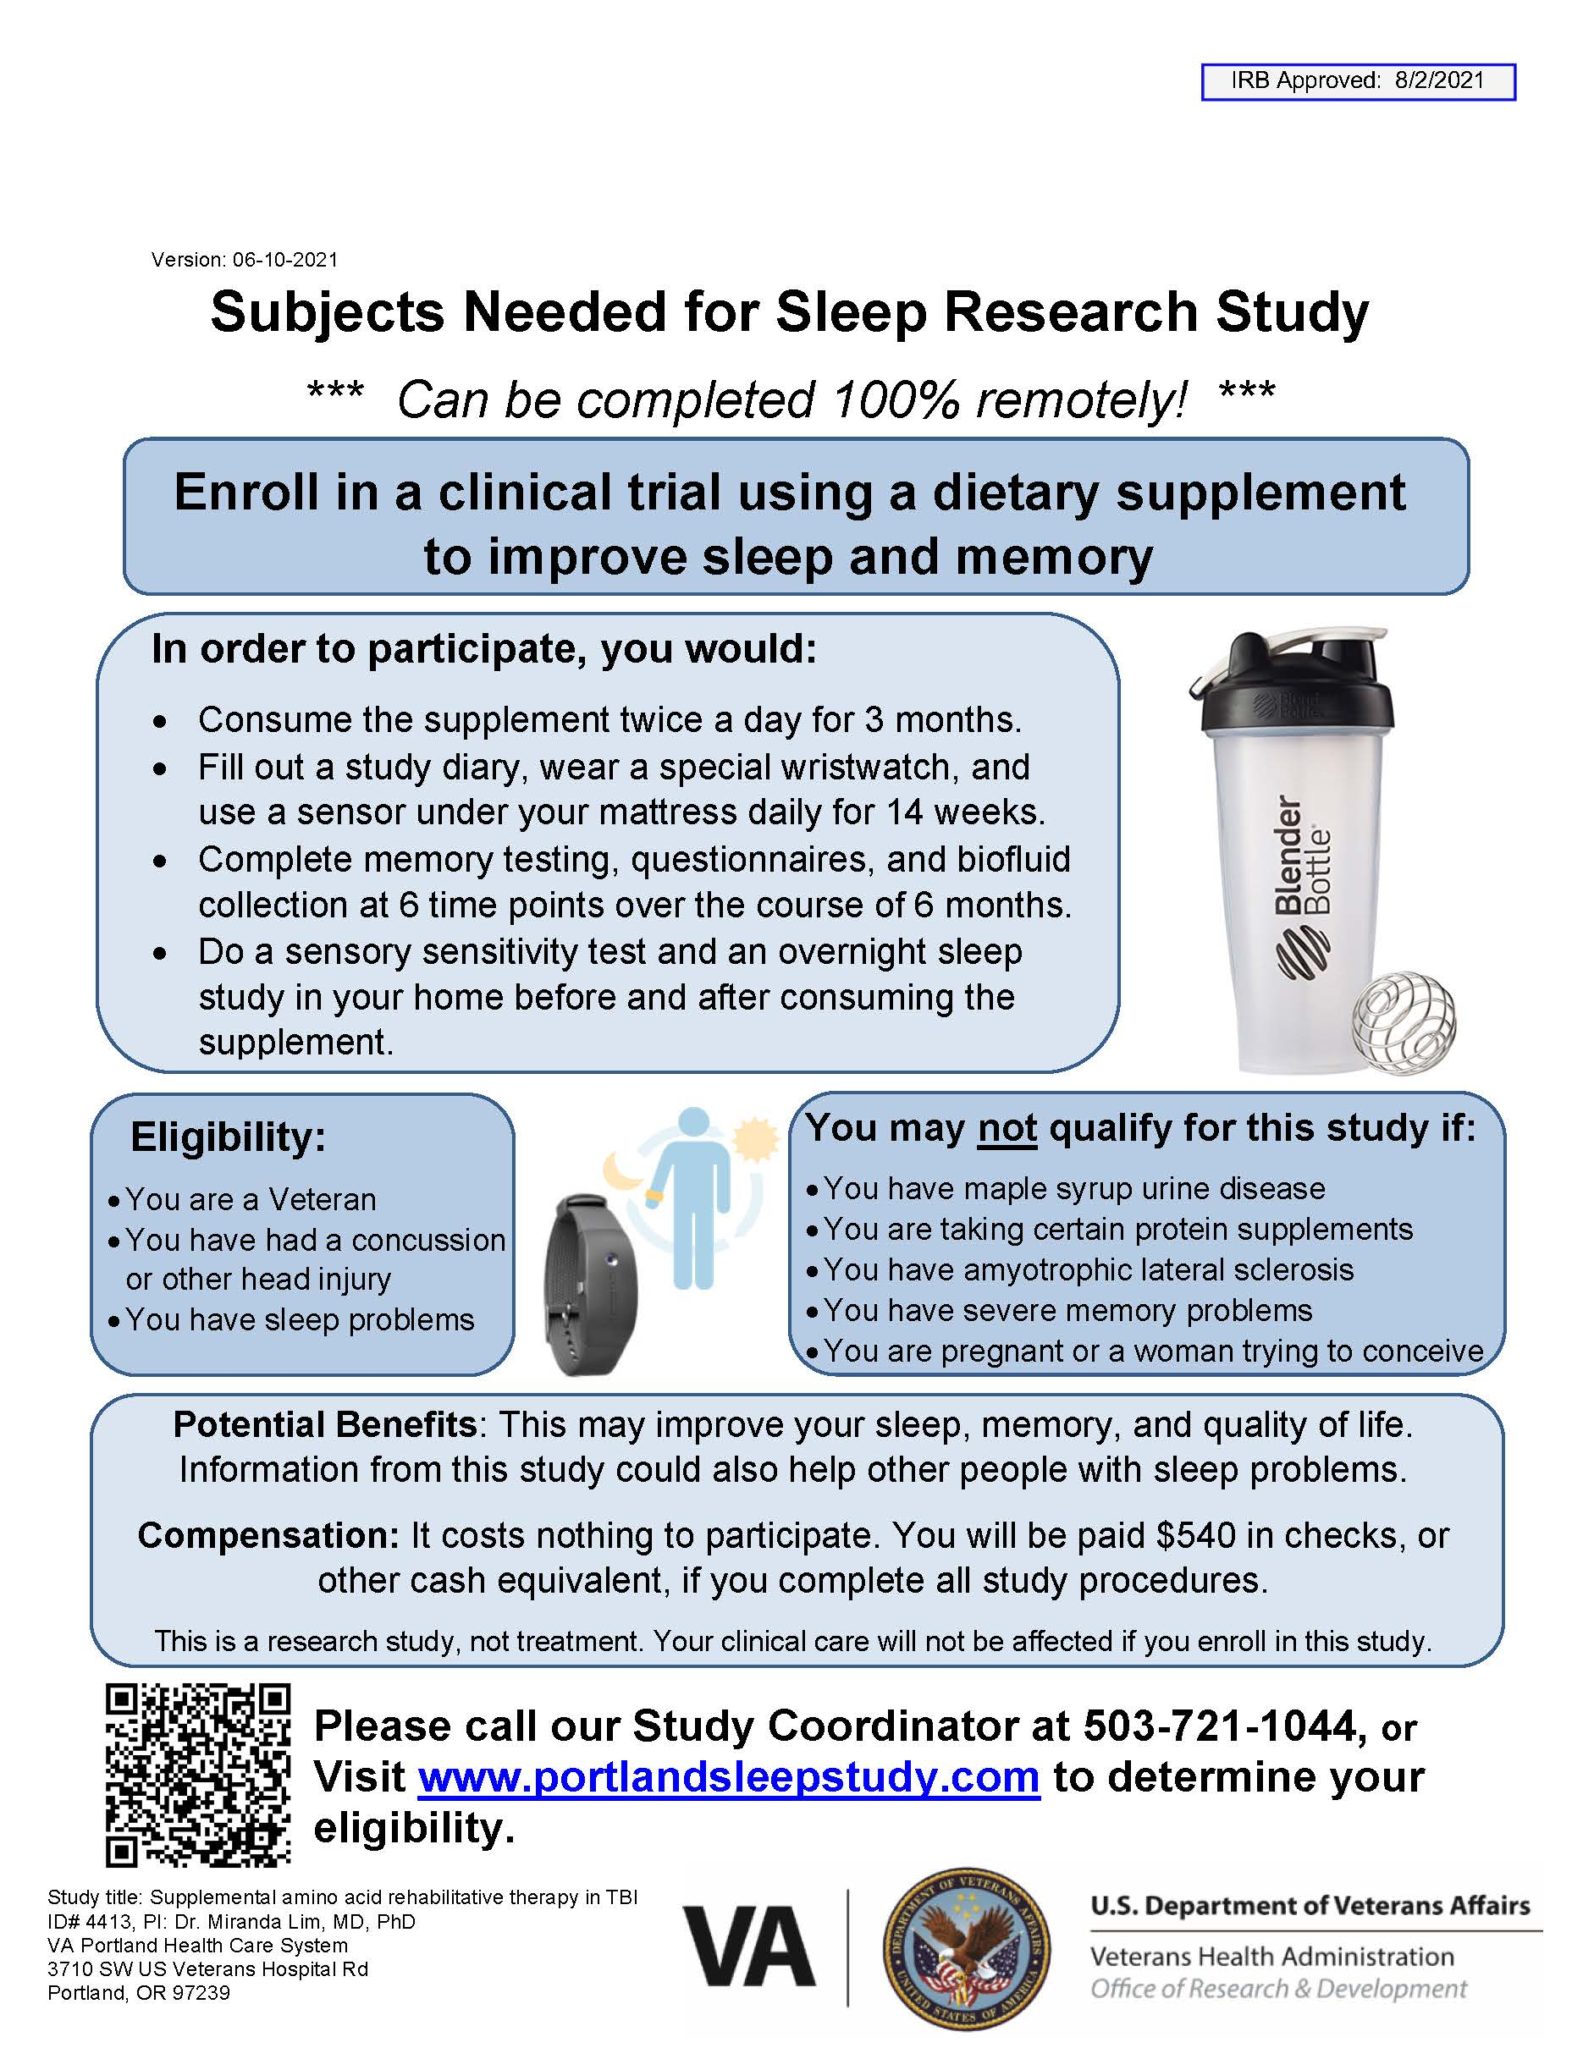 IRB Approved: 8/2/2021
Version: 06-10-2021
Subjects Needed for Sleep Research Study
*** Can be completed 100% remotely! ***
Enroll in a clinical trial using a dietary supplement
to improve sleep and memory
In order to participate, you would:
• Consume the supplement twice a day for 3 months.
• Fill out a study diary, wear a special wristwatch, and
use a sensor under your mattress daily for 14 weeks.
• Complete memory testing, questionnaires, and biofluid
collection at 6 time points over the course of 6 months.
• Do a sensory sensitivity test and an overnight sleep
study in your home before and after consuming the
supplement.
Blender
Bottle
Blender
Bottle®
Eligibility:
• You are a Veteran
• You have had a concussion
or other head injury
• You have sleep problems
You may not qualify for this study if:
• You have maple syrup urine disease
• You are taking certain protein supplements
• You have amyotrophic lateral sclerosis
• You have severe memory problems
• You are pregnant or a woman trying to conceive
Potential Benefits: This may improve your sleep, memory, and quality of life.
Information from this study could also help other people with sleep problems.
Compensation: It costs nothing to participate. You will be paid $540 in checks, or
other cash equivalent, if you complete all study procedures.
This is a research study, not treatment. Your clinical care will not be affected if you enroll in this study.
Please call our Study Coordinator at 503-721-1044, or
Visit www.portlandsleepstudy.com to determine your
eligibility.
Study title: Supplemental amino acid rehabilitative therapy in TBI
ID# 4413, PI: Dr. Miranda Lim, MD, PhD
VA Portland Health Care System
3710 SW US Veterans Hospital Rd
Portland, OR 97239
VA
DEPARTMENT OF VETERANS AFFAIRS
UNITED STATES OF AMERICA
U.S. Department of Veterans Affairs
Veterans Health Administration
Office of Research & Development